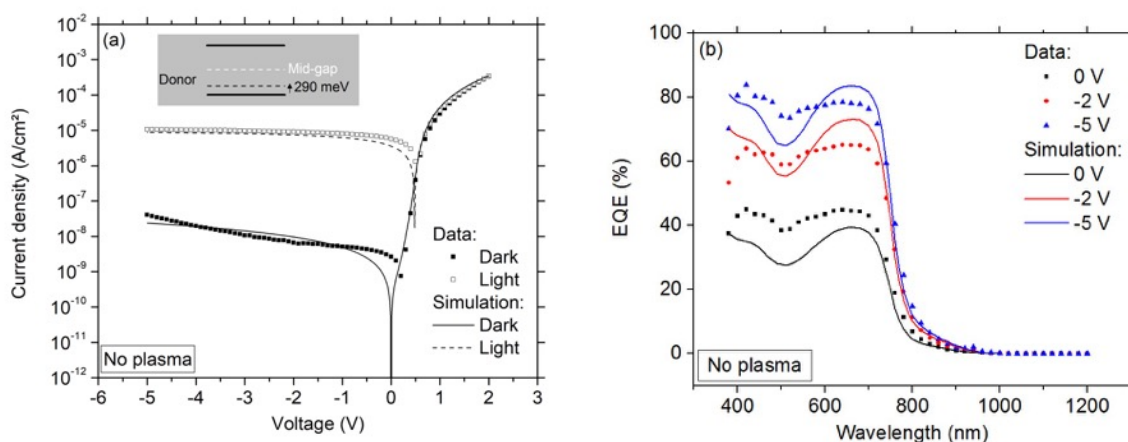 (a)
10⁻²
10⁻³
10⁻⁴
10⁻⁵
10⁻⁶
10⁻⁷
10⁻⁸
10⁻⁹
10⁻¹⁰
10⁻¹¹
10⁻¹²
Current density (A/cm²)
Mid-gap
Donor
290 meV
Data:
Dark
Light
Simulation:
Dark
Light
No plasma
-6 -5 -4 -3 -2 -1 0 1 2 3
Voltage (V)
(b)
100
80
60
40
20
0
EQE (%)
Data:
0 V
-2 V
-5 V
Simulation:
0 V
-2 V
-5 V
No plasma
400 600 800 1000 1200
Wavelength (nm)